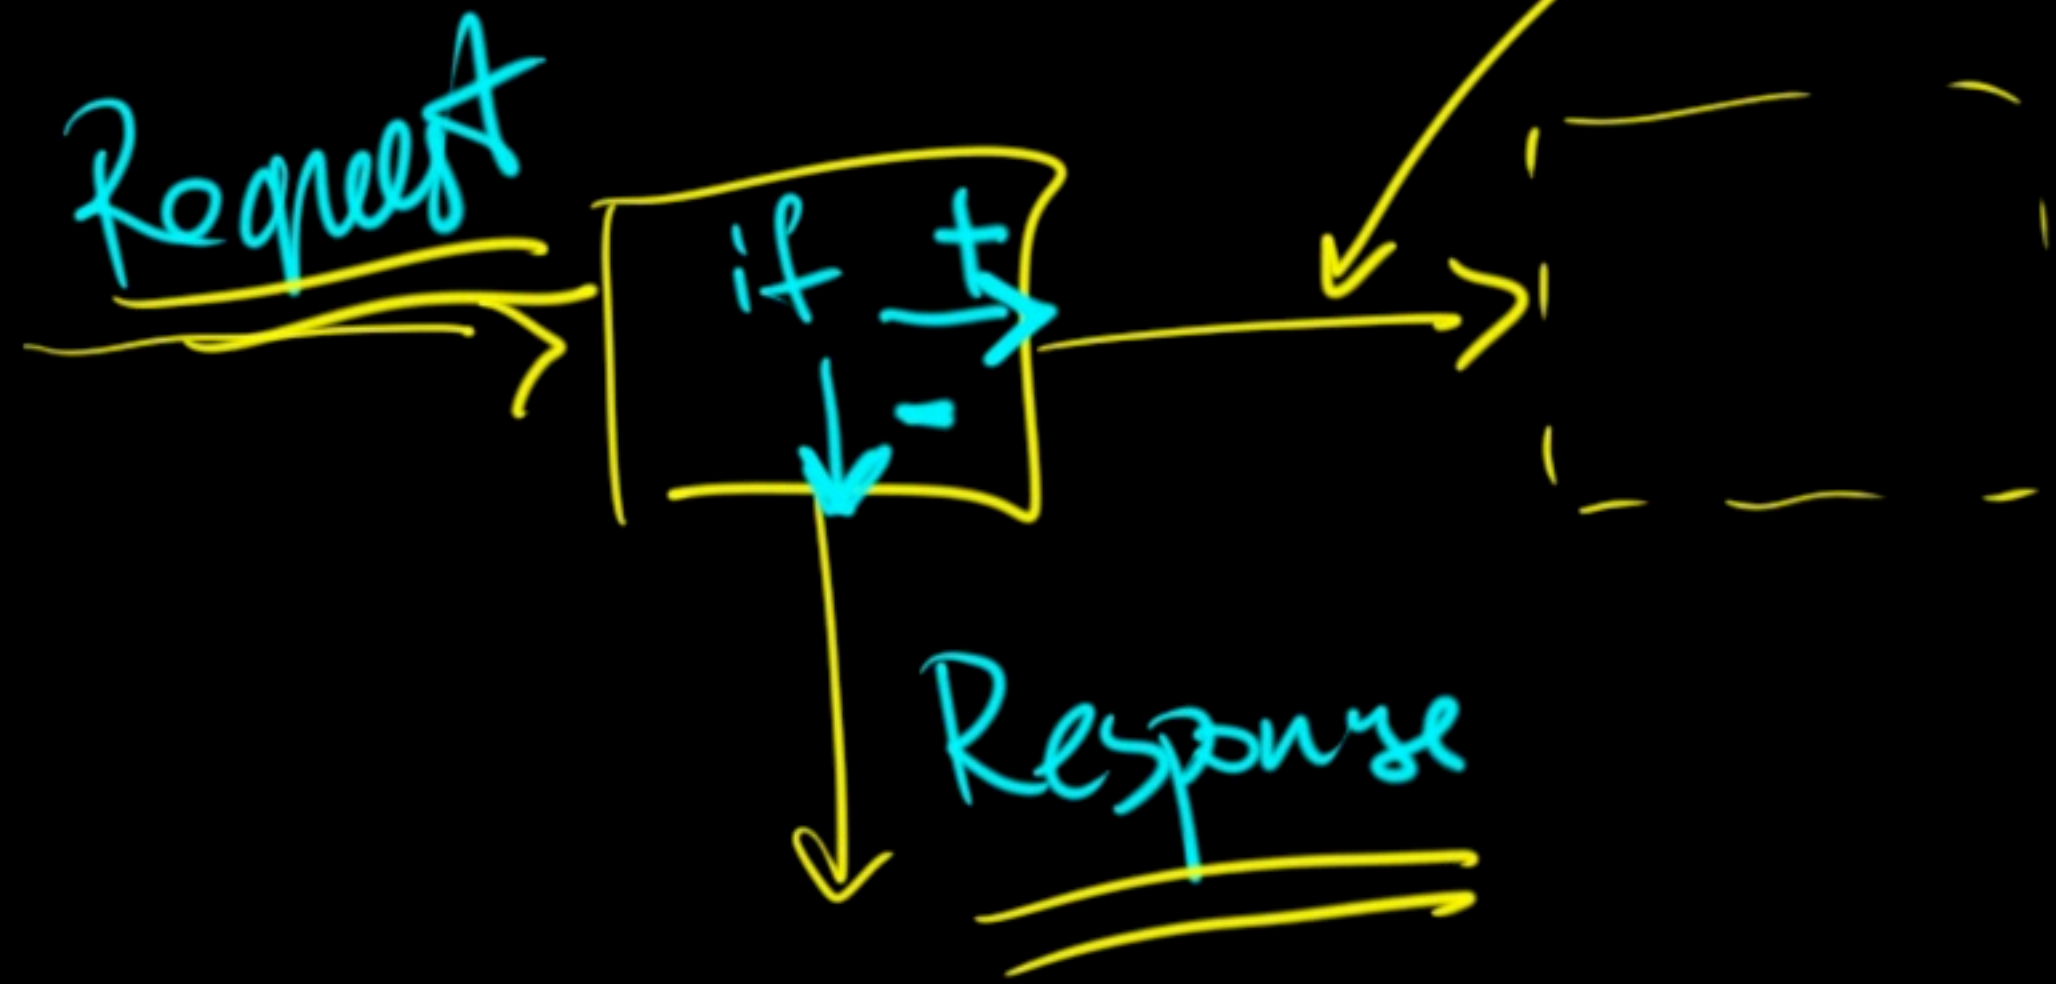 Request
if +
-
Response